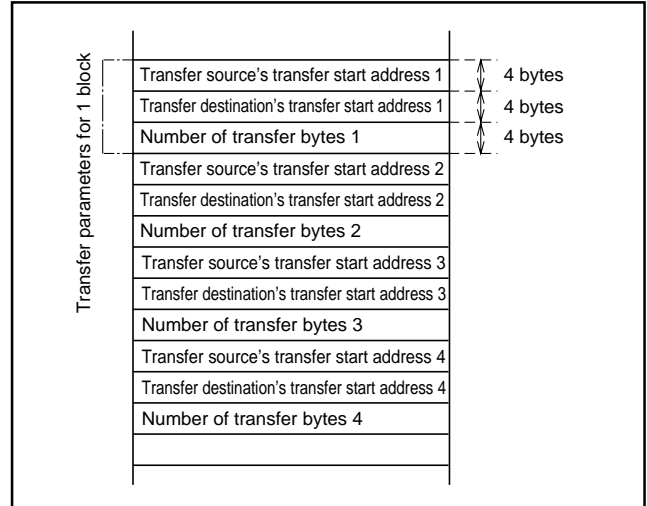 Transfer parameters for 1 block
Transfer source’s transfer start address 1
4 bytes
Transfer destination’s transfer start address 1
4 bytes
Number of transfer bytes 1
4 bytes
Transfer source’s transfer start address 2
Transfer destination’s transfer start address 2
Number of transfer bytes 2
Transfer source’s transfer start address 3
Transfer destination’s transfer start address 3
Number of transfer bytes 3
Transfer source’s transfer start address 4
Transfer destination’s transfer start address 4
Number of transfer bytes 4